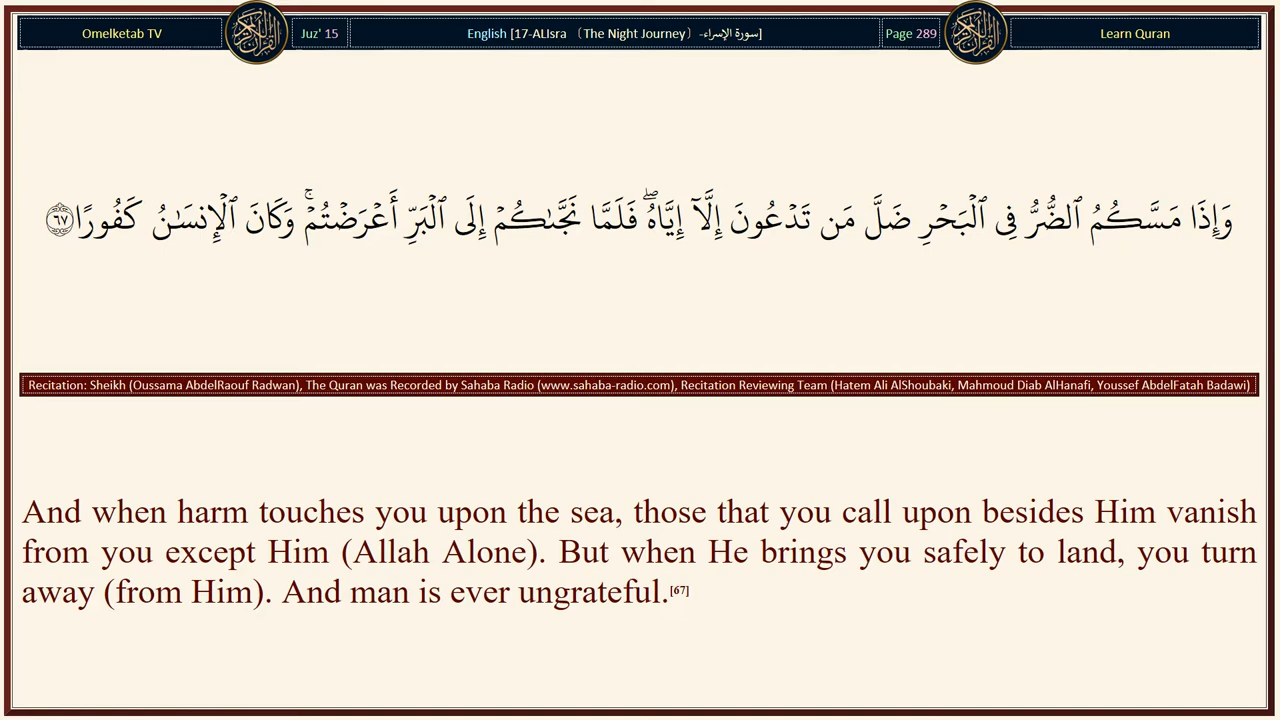 Omelketab TV
Juz' 15
English [17-ALIsra 〔The Night Journey〕 -سورة الإسراء]
Page 289
Learn Quran
وَإِذَا مَسَّكُمُ ٱلضُّرُّ فِى ٱلْبَحْرِ ضَلَّ مَن تَدْعُونَ إِلَّآ إِيَّاهُ ۖ فَلَمَّا نَجَّىٰكُمْ إِلَى ٱلْبَرِّ أَعْرَضْتُمْ ۚ وَكَانَ ٱلْإِنسَـٰنُ كَفُورًا ٦٧
Recitation: Sheikh (Oussama AbdelRaouf Radwan), The Quran was Recorded by Sahaba Radio (www.sahaba-radio.com), Recitation Reviewing Team (Hatem Ali AlShoubaki, Mahmoud Diab AlHanafi, Youssef AbdelFatah Badawi)
And when harm touches you upon the sea, those that you call upon besides Him vanish
from you except Him (Allah Alone). But when He brings you safely to land, you turn
away (from Him). And man is ever ungrateful.[67]